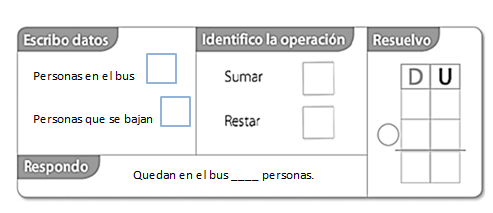 Escribo datos
Personas en el bus
Personas que se bajan
Identifico la operación
Sumar
Restar
Resuelvo
D U
Respondo
Quedan en el bus ____ personas.